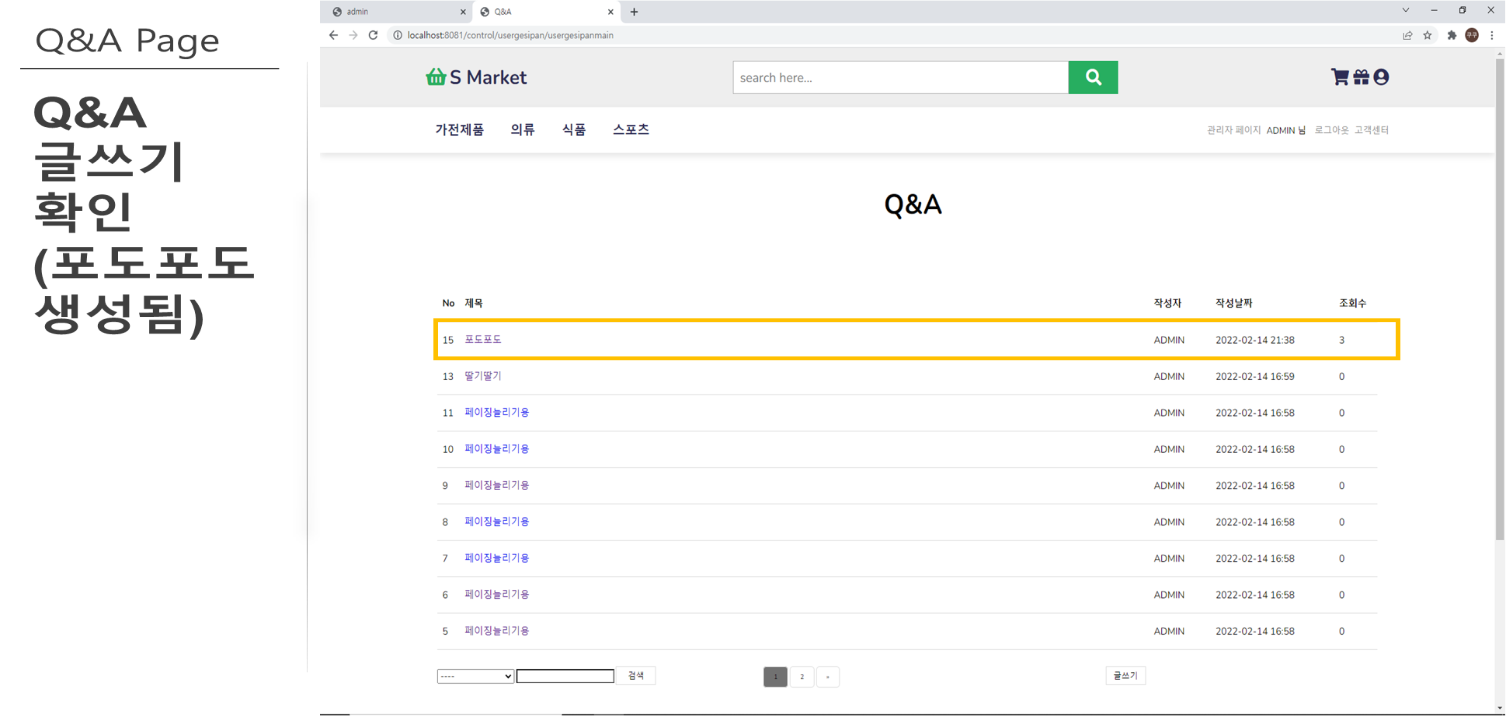 Q&A Page
Q&A
글쓰기
확인
(포도포도
생성됨)
admin
Q&A
localhost:8081/control/usergesipan/usergesipanmain
S Market
search here...
가전제품 의류 식품 스포츠
관리자 페이지 ADMIN 님 로그아웃 고객센터
Q&A
No 제목 작성자 작성날짜 조회수
15 포도포도 ADMIN 2022-02-14 21:38 3
13 딸기딸기 ADMIN 2022-02-14 16:59 0
11 페이징늘리기용 ADMIN 2022-02-14 16:58 0
10 페이징늘리기용 ADMIN 2022-02-14 16:58 0
9 페이징늘리기용 ADMIN 2022-02-14 16:58 0
8 페이징늘리기용 ADMIN 2022-02-14 16:58 0
7 페이징늘리기용 ADMIN 2022-02-14 16:58 0
6 페이징늘리기용 ADMIN 2022-02-14 16:58 0
5 페이징늘리기용 ADMIN 2022-02-14 16:58 0
---- 검색 1 2 » 글쓰기